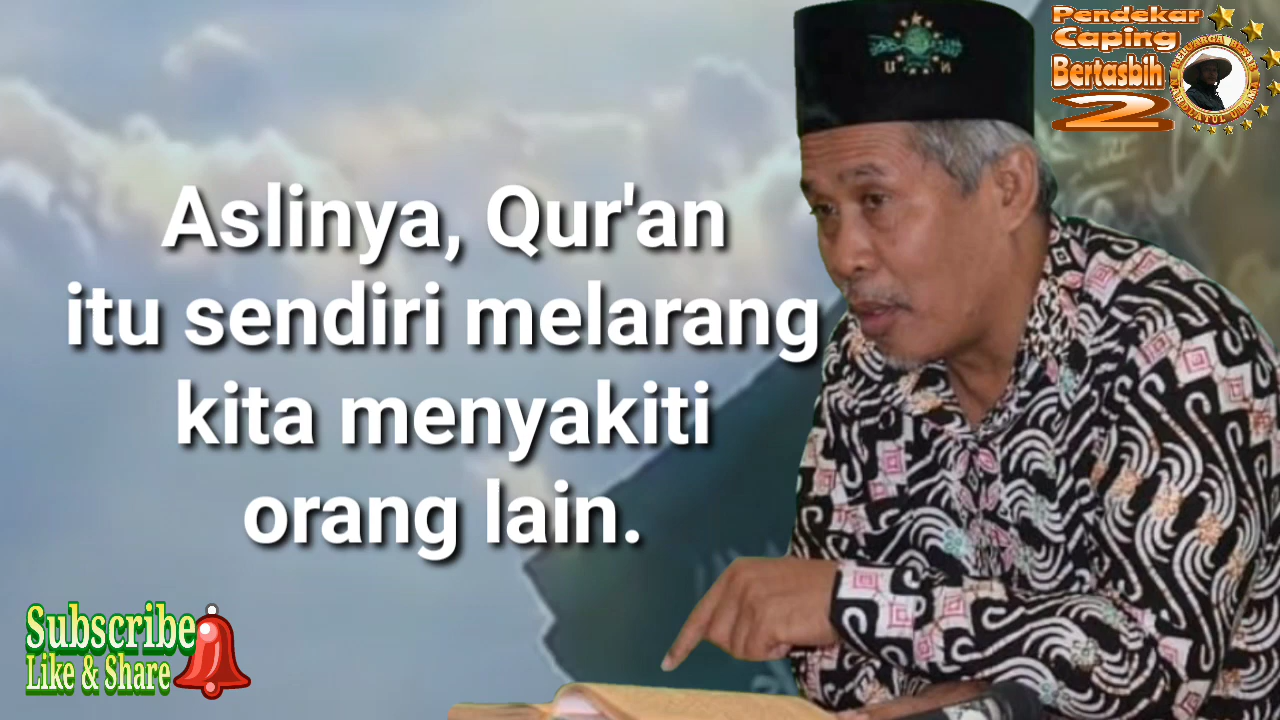 Pendekar
Caping
Bertasbih
2
Aslinya, Qur'an
itu sendiri melarang
kita menyakiti
orang lain.
Subscribe
Like & Share